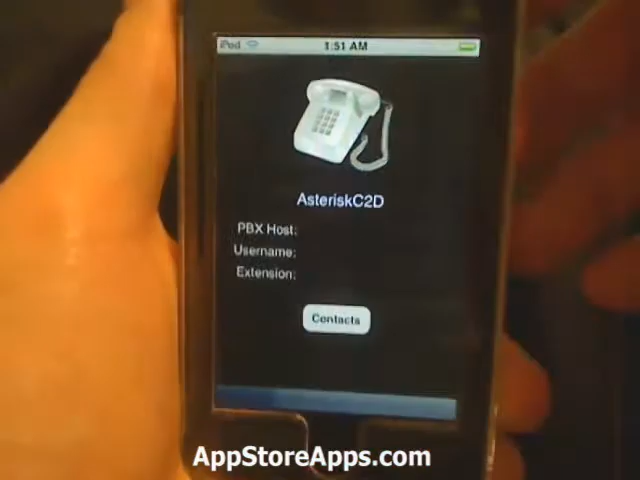 iPod 1:51 AM
AsteriskC2D
PBX Host:
Username:
Extension:
Contacts
AppStoreApps.com